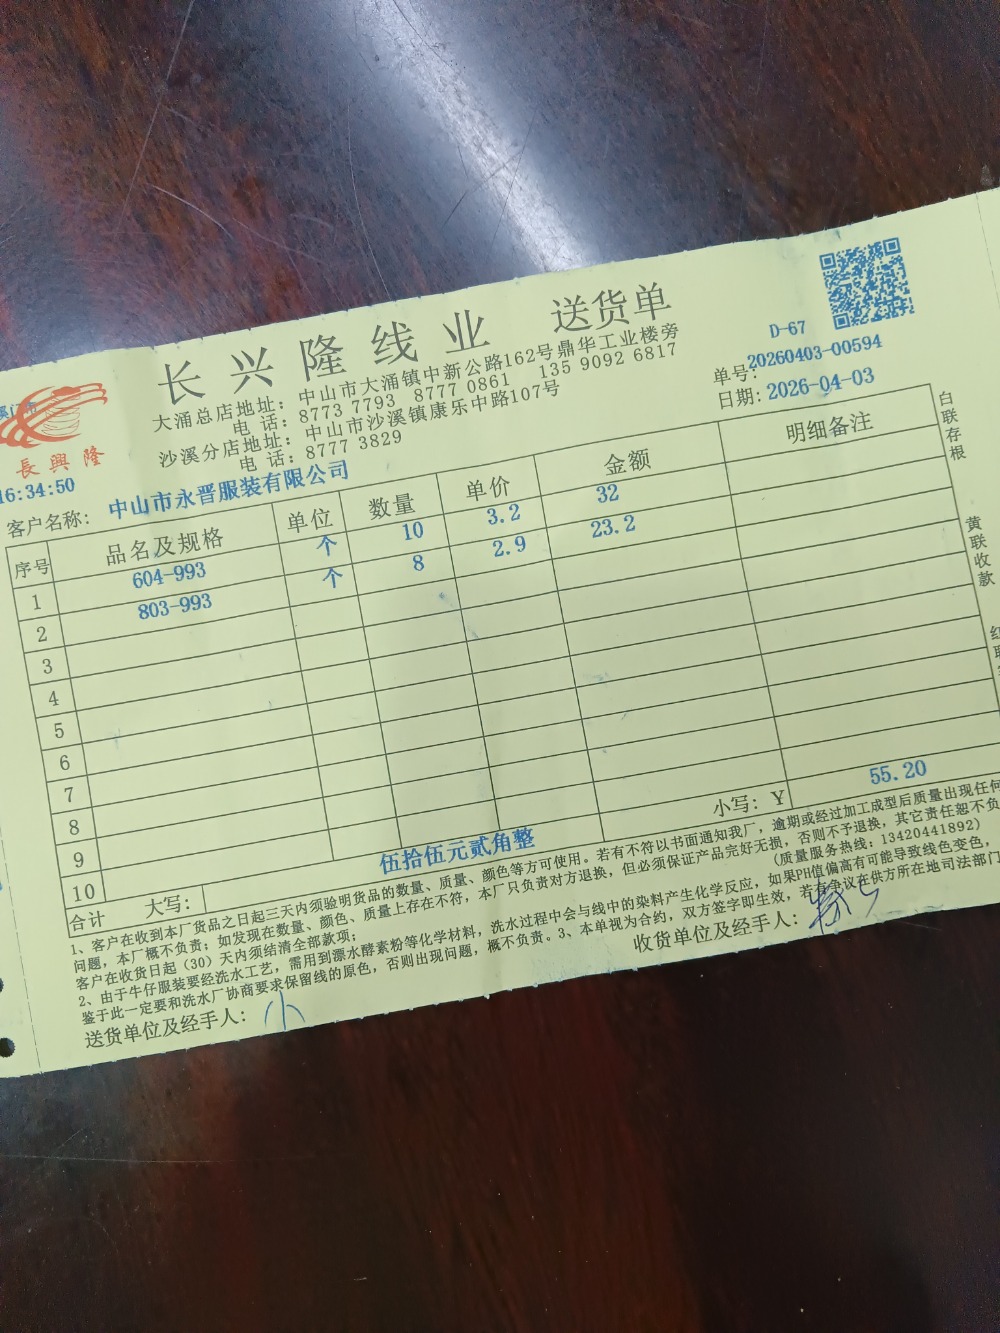 长兴隆线业 送货单
大涌总店地址：中山市大涌镇中新公路162号鼎华工业楼旁
电话：8773 7793 8777 0861 135 9092 6817
沙溪分店地址：中山市沙溪镇康乐中路107号
电话：8777 3829
D-67
单号：20260403-00594
日期：2026-04-03
長興隆
16:34:50
客户名称：中山市永晋服装有限公司
序号 品名及规格 单位 数量 单价 金额 明细备注
1 604-993 个 10 3.2 32
2 803-993 个 8 2.9 23.2
3
4
5
6
7
8
9
10
合计 大写：伍拾伍元贰角整 小写：Y 55.20
1、客户在收到本厂货品之日起三天内须验明货品的数量、质量、颜色等方可使用。若有不符以书面通知我厂，逾期或经过加工成型后质量出现任何
问题，本厂概不负责；如发现在数量、颜色、质量上存在不符，本厂只负责对方退换，但必须保证产品完好无损，否则不予退换，其它责任恕不负
客户在收货日起（30）天内须结清全部款项；（质量服务热线：13420441892）
2、由于牛仔服装要经洗水工艺，需用到漂水酵素粉等化学材料，洗水过程中会与线中的染料产生化学反应，如果PH值偏高有可能导致线色变色，
鉴于此一定要和洗水厂协商要求保留线的原色，否则出现问题，概不负责。3、本单视为合约，双方签字即生效，若有争议在供方所在地司法部门
送货单位及经手人：小 收货单位及经手人：
白联存根
黄联收款
红联